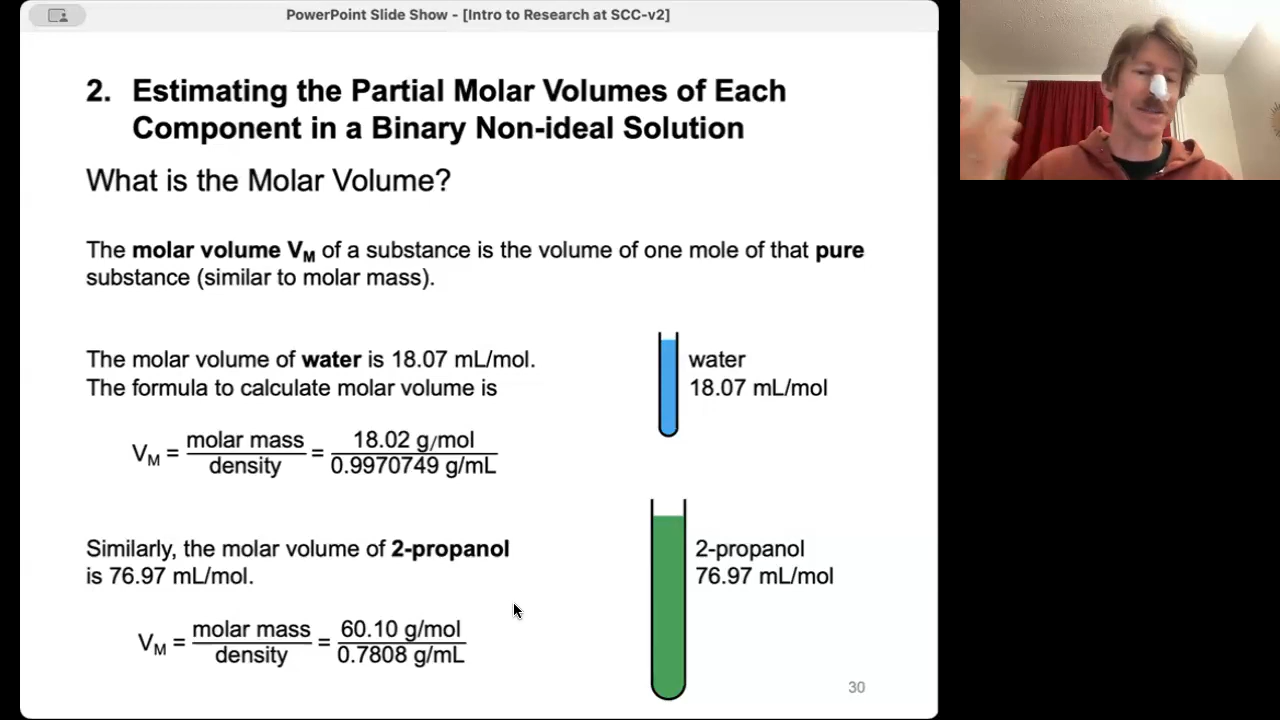 PowerPoint Slide Show - [Intro to Research at SCC-v2]
2. Estimating the Partial Molar Volumes of Each
Component in a Binary Non-ideal Solution
What is the Molar Volume?
The molar volume VM of a substance is the volume of one mole of that pure
substance (similar to molar mass).
The molar volume of water is 18.07 mL/mol.
The formula to calculate molar volume is
VM = molar mass / density = 18.02 g/mol / 0.9970749 g/mL
water
18.07 mL/mol
Similarly, the molar volume of 2-propanol
is 76.97 mL/mol.
VM = molar mass / density = 60.10 g/mol / 0.7808 g/mL
2-propanol
76.97 mL/mol
30